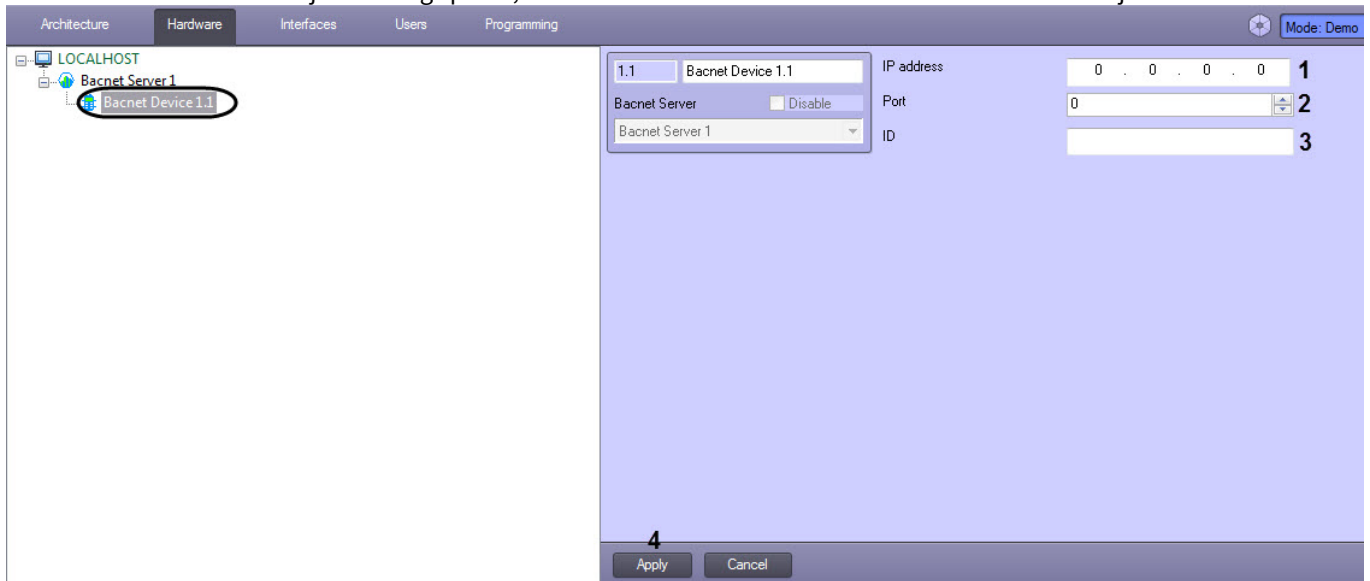 Architecture Hardware Interfaces Users Programming Mode: Demo
LOCALHOST
Bacnet Server 1
Bacnet Device 1.1
1.1 Bacnet Device 1.1
Bacnet Server Disable
Bacnet Server 1
IP address 0 . 0 . 0 . 0 1
Port 0 2
ID 3
4
Apply Cancel